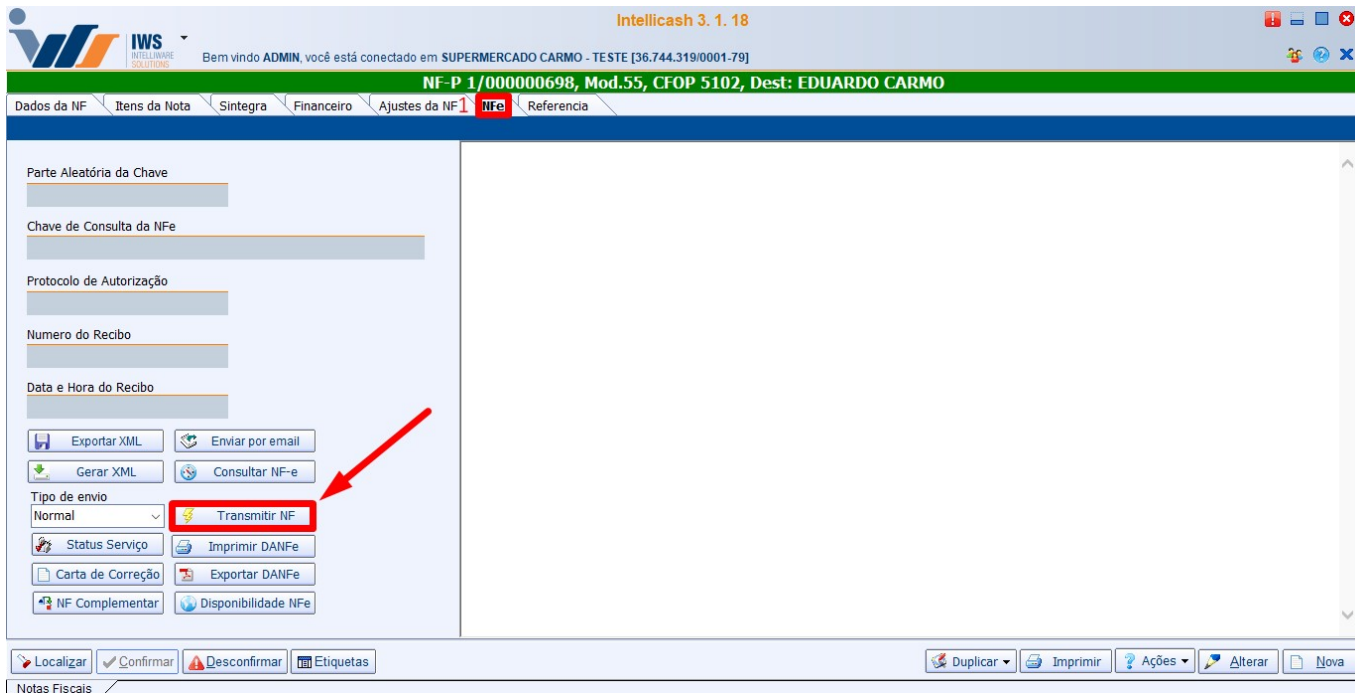 Intellicash 3. 1. 18
IWS
INTELLIWARE
SOLUTIONS
Bem vindo ADMIN, você está conectado em SUPERMERCADO CARMO - TESTE [36.744.319/0001-79]
NF-P 1/000000698, Mod.55, CFOP 5102, Dest: EDUARDO CARMO
Dados da NF Itens da Nota Sintegra Financeiro Ajustes da NF 1 NFe Referencia
Parte Aleatória da Chave
Chave de Consulta da NFe
Protocolo de Autorização
Numero do Recibo
Data e Hora do Recibo
Exportar XML Enviar por email
Gerar XML Consultar NF-e
Tipo de envio
Normal Transmitir NF
Status Serviço Imprimir DANFe
Carta de Correção Exportar DANFe
NF Complementar Disponibilidade NFe
Localizar Confirmar Desconfirmar Etiquetas Duplicar Imprimir Ações Alterar Nova
Notas Fiscais